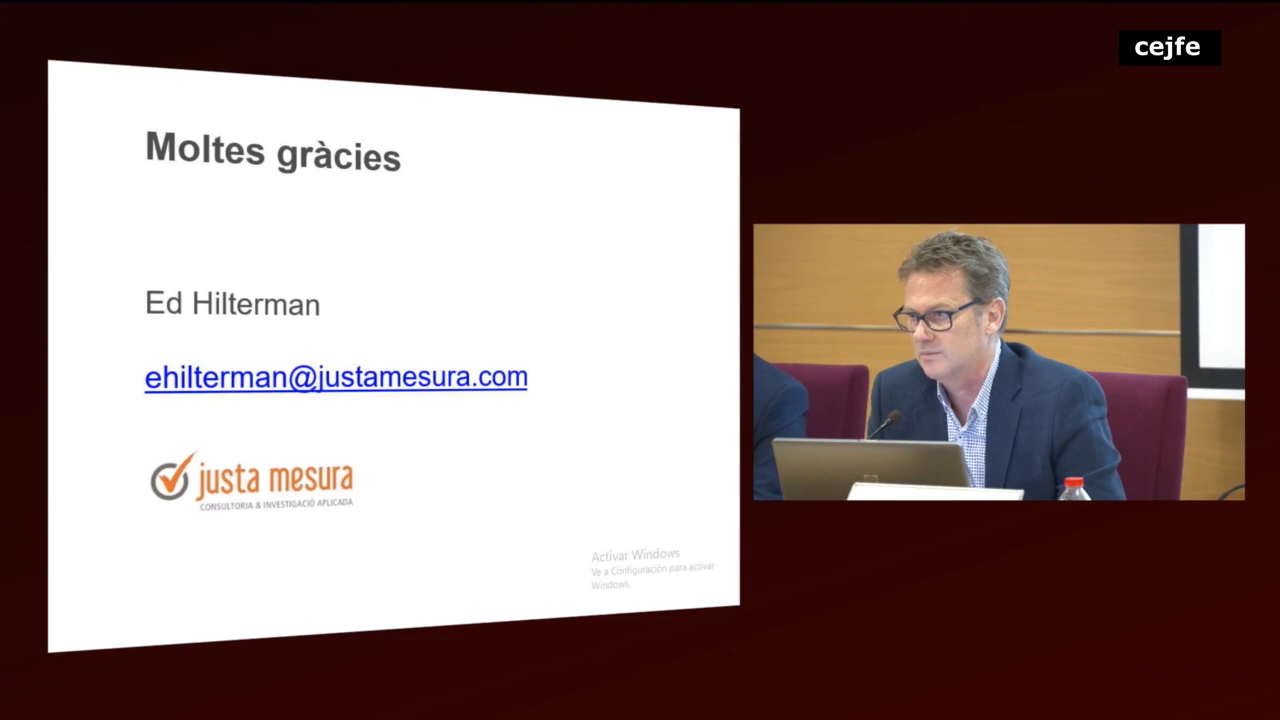 cejfe
Moltes gràcies
Ed Hilterman
ehilterman@justamesura.com
justa mesura
CONSULTORIA & INVESTIGACIÓ APLICADA
Activar Windows
Ve a Configuración para activar
Windows.